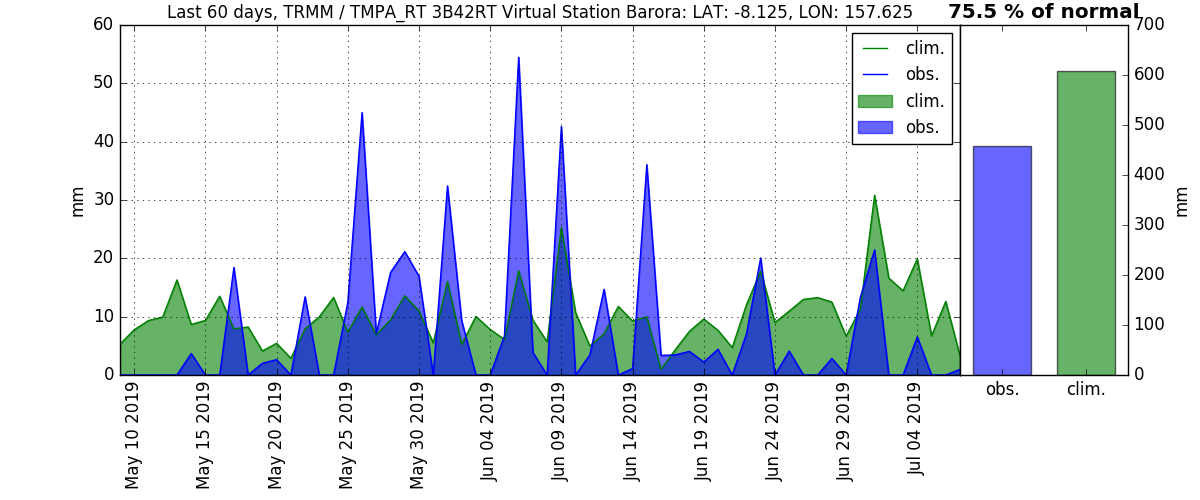 Last 60 days, TRMM / TMPA_RT 3B42RT Virtual Station Barora: LAT: -8.125, LON: 157.625
75.5 % of normal
60
50
40
30
20
10
0
mm
clim.
obs.
clim.
obs.
May 10 2019
May 15 2019
May 20 2019
May 25 2019
May 30 2019
Jun 04 2019
Jun 09 2019
Jun 14 2019
Jun 19 2019
Jun 24 2019
Jun 29 2019
Jul 04 2019
700
600
500
400
300
200
100
0
mm
obs.
clim.